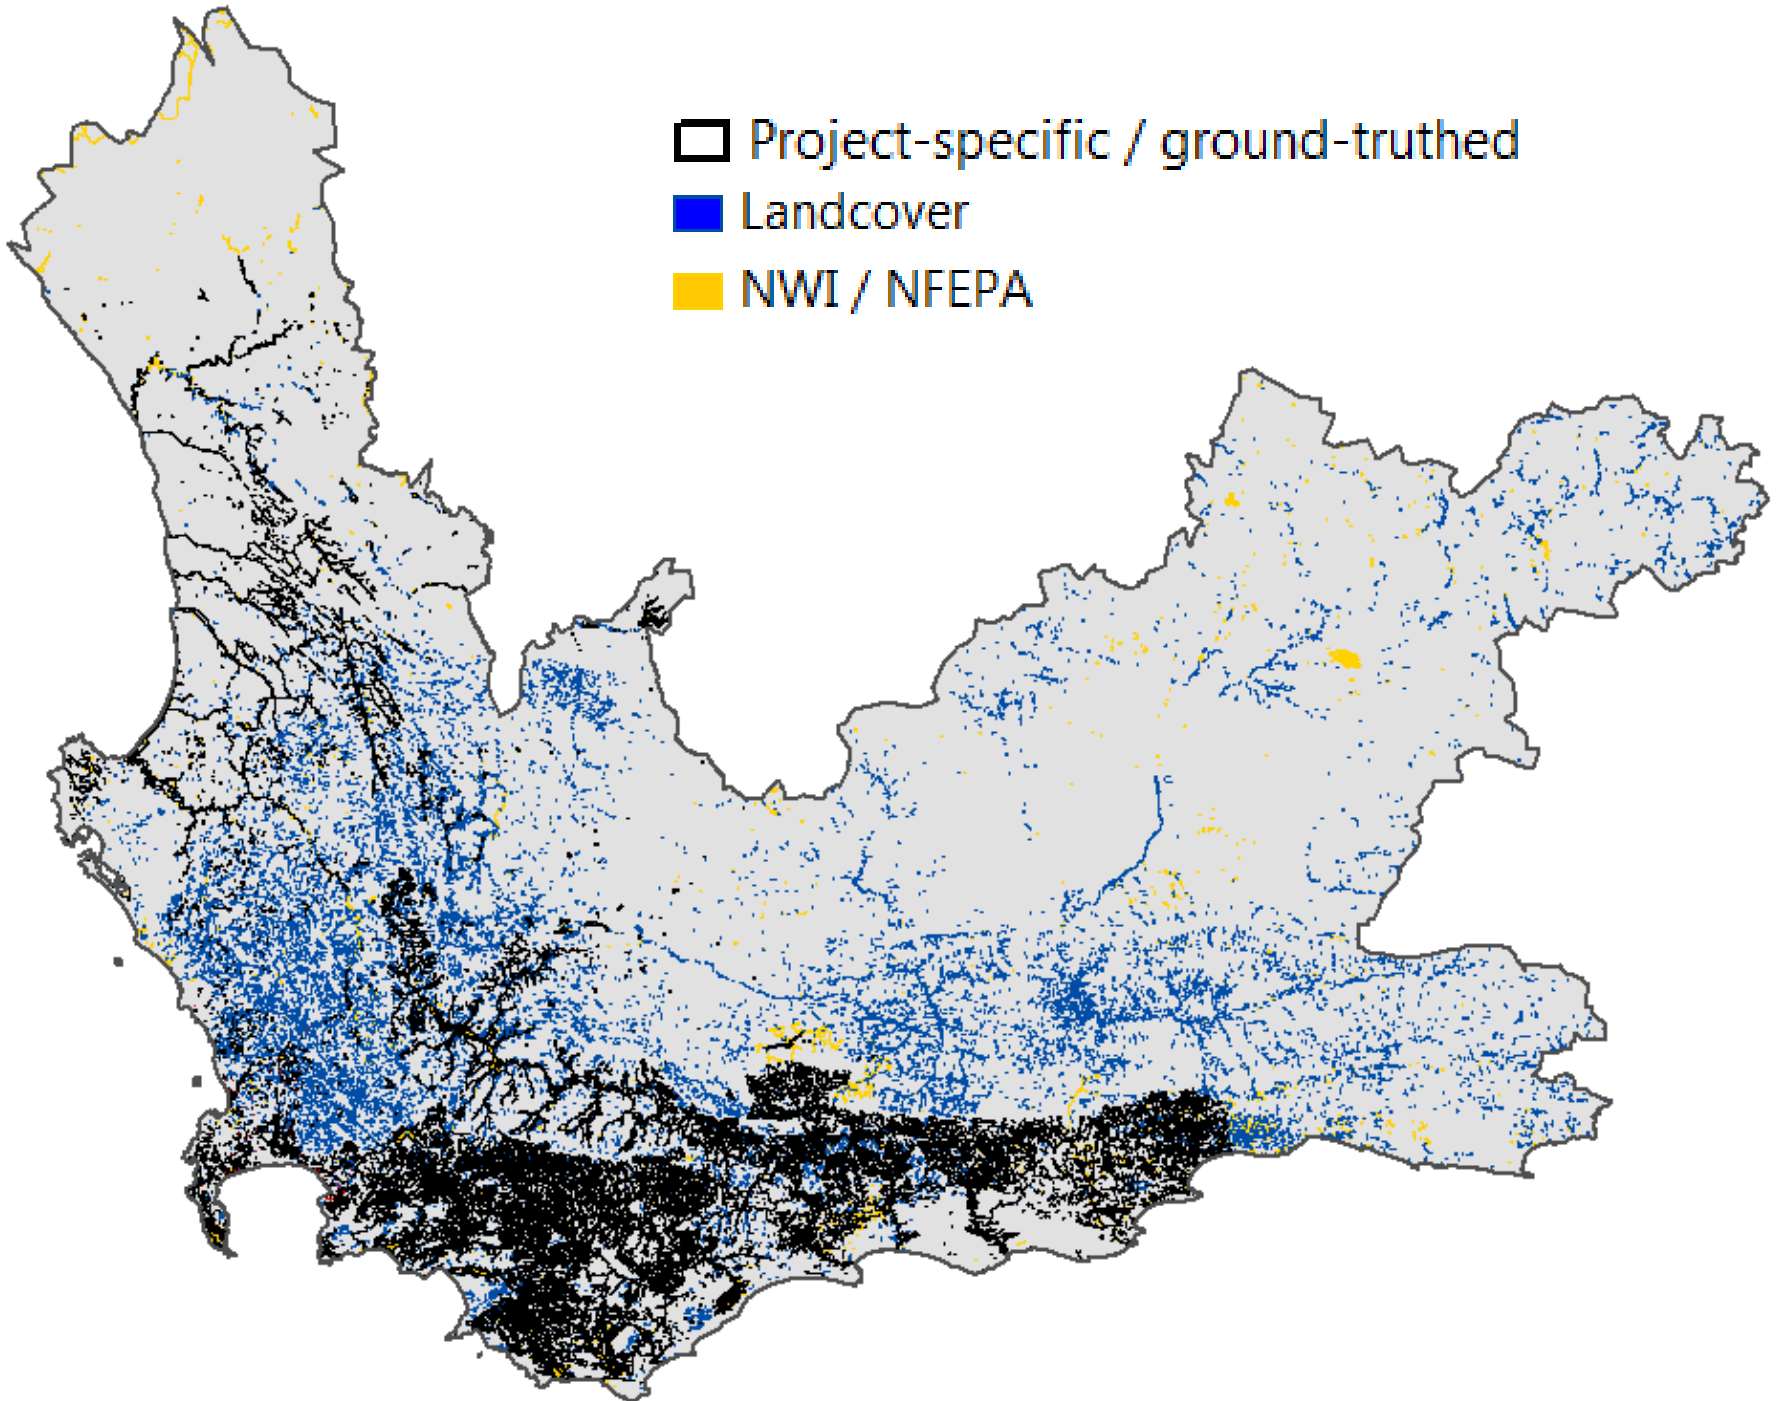 Project-specific / ground-truthed
Landcover
NWI / NFEPA